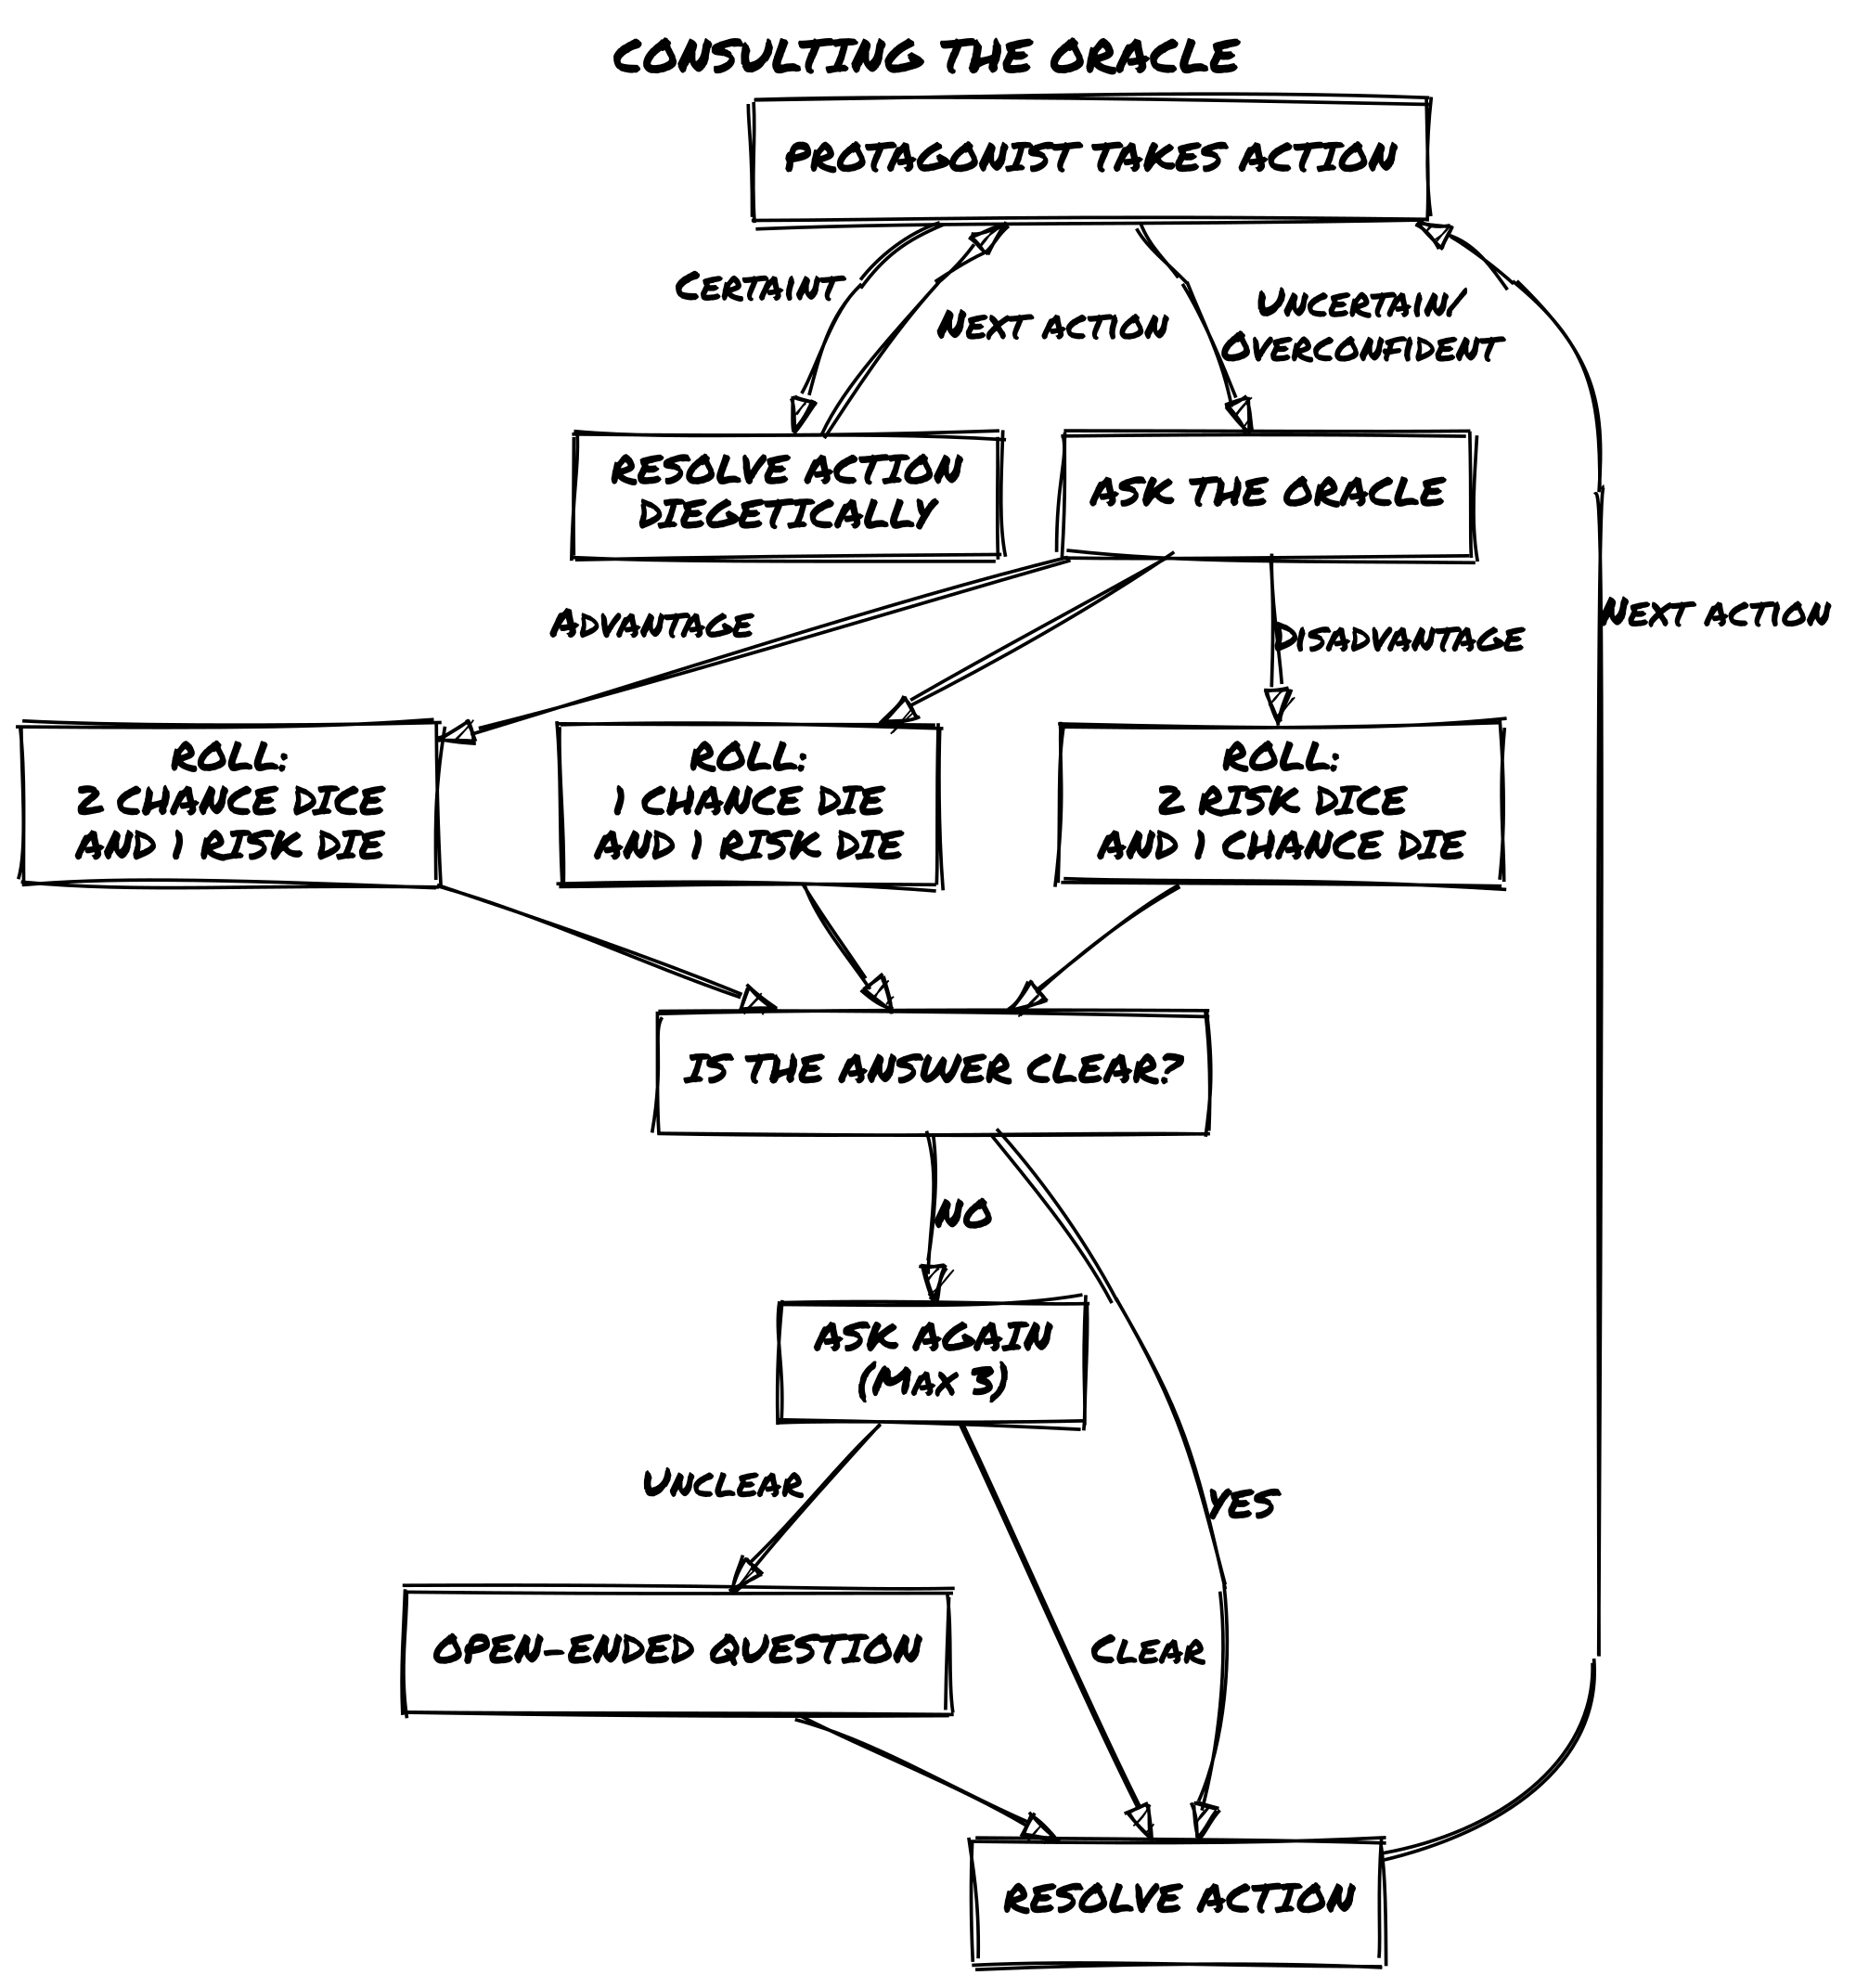 CONSULTING THE ORACLE
PROTAGONIST TAKES ACTION
CERTAINT
NEXT ACTION
UNCERTAIN/
OVERCONFIDENT
RESOLVE ACTION
DIEGETICALLY
ASK THE ORACLE
ADVANTAGE
DISADVANTAGE
NEXT ACTION
ROLL:
2 CHANCE DICE
AND 1 RISK DIE
ROLL:
1 CHANCE DIE
AND 1 RISK DIE
ROLL:
2 RISK DICE
AND 1 CHANCE DIE
IS THE ANSWER CLEAR?
NO
ASK AGAIN
(MAX 3)
UNCLEAR
YES
OPEN-ENDED QUESTION
CLEAR
RESOLVE ACTION